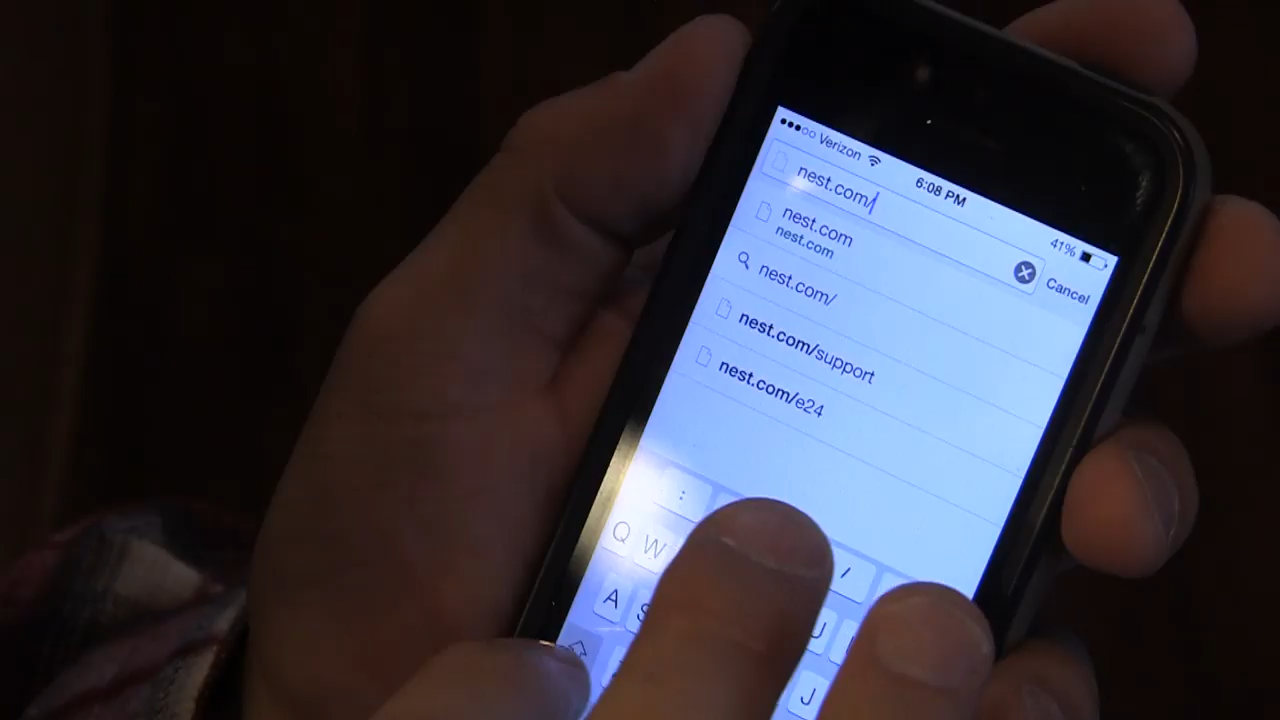 Verizon 6:08 PM 41%
nest.com/
Cancel
nest.com
nest.com
nest.com/
nest.com/support
nest.com/e24
: /
Q W
A S
J